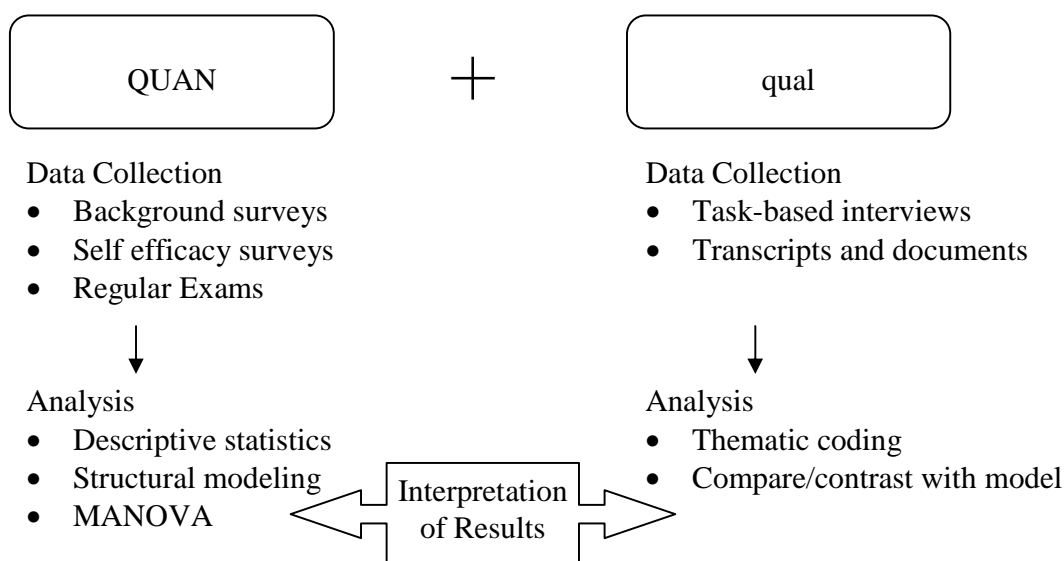 QUAN
+
qual
Data Collection
• Background surveys
• Self efficacy surveys
• Regular Exams
Data Collection
• Task-based interviews
• Transcripts and documents
Analysis
• Descriptive statistics
• Structural modeling
• MANOVA
Interpretation
of Results
Analysis
• Thematic coding
• Compare/contrast with model